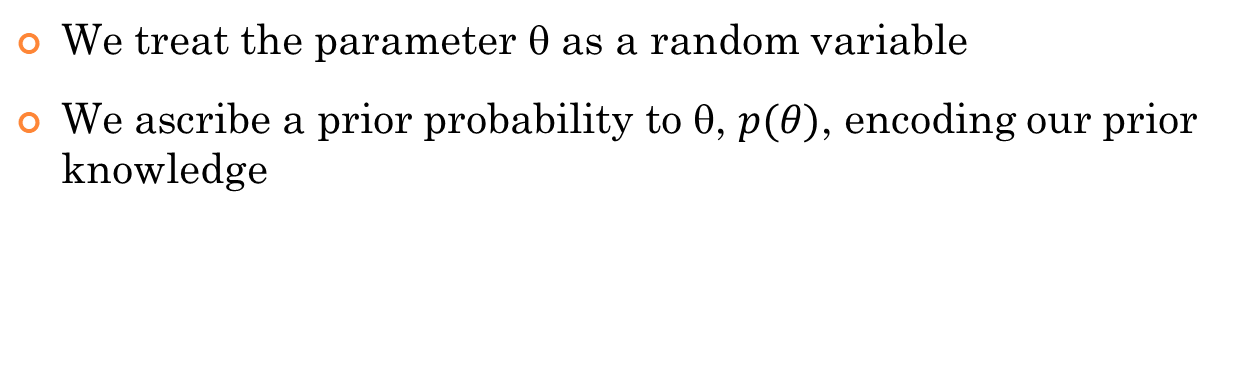 We treat the parameter θ as a random variable
We ascribe a prior probability to θ, p(θ), encoding our prior
knowledge